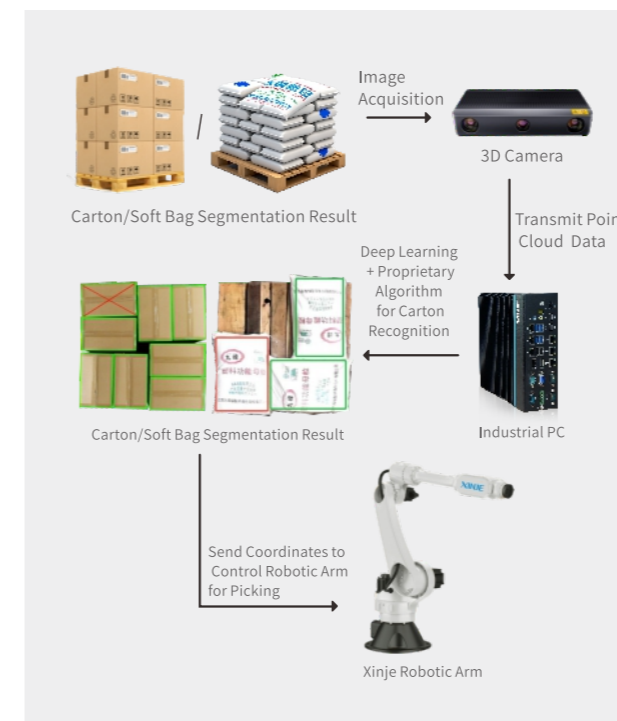 Image
Acquisition
/
3D Camera
Carton/Soft Bag Segmentation Result
Transmit Poin
Cloud Data
Deep Learning
+ Proprietary
Algorithm
for Carton
Recognition
Carton/Soft Bag Segmentation Result
Industrial PC
XINJE
Send Coordinates to
Control Robotic Arm
for Picking
Xinje Robotic Arm